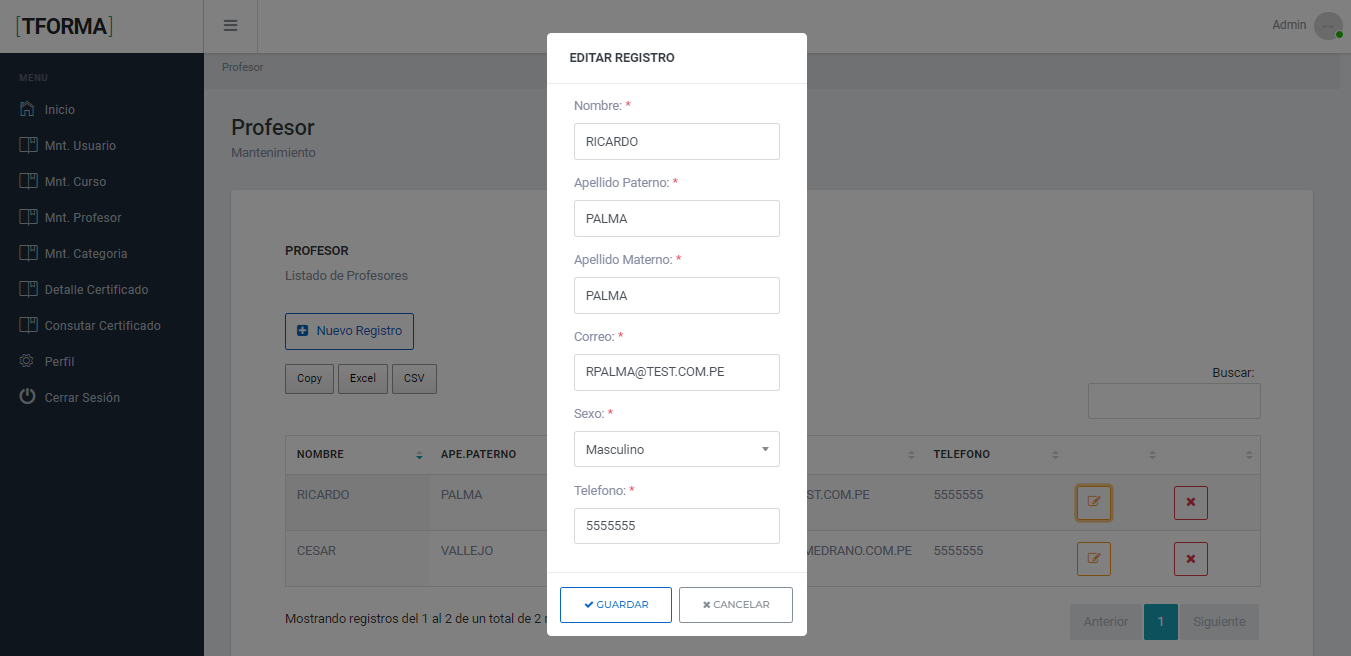 [TFORMA]
Admin
MENU
Inicio
Mnt. Usuario
Mnt. Curso
Mnt. Profesor
Mnt. Categoria
Detalle Certificado
Consutar Certificado
Perfil
Cerrar Sesión
Profesor
Profesor
Mantenimiento
PROFESOR
Listado de Profesores
Nuevo Registro
Copy Excel CSV
Buscar:
NOMBRE APE.PATERNO TELEFONO
RICARDO PALMA ST.COM.PE 5555555
CESAR VALLEJO MEDRANO.COM.PE 5555555
Mostrando registros del 1 al 2 de un total de 2
Anterior 1 Siguiente
EDITAR REGISTRO
Nombre: *
RICARDO
Apellido Paterno: *
PALMA
Apellido Materno: *
PALMA
Correo: *
RPALMA@TEST.COM.PE
Sexo: *
Masculino
Telefono: *
5555555
GUARDAR CANCELAR